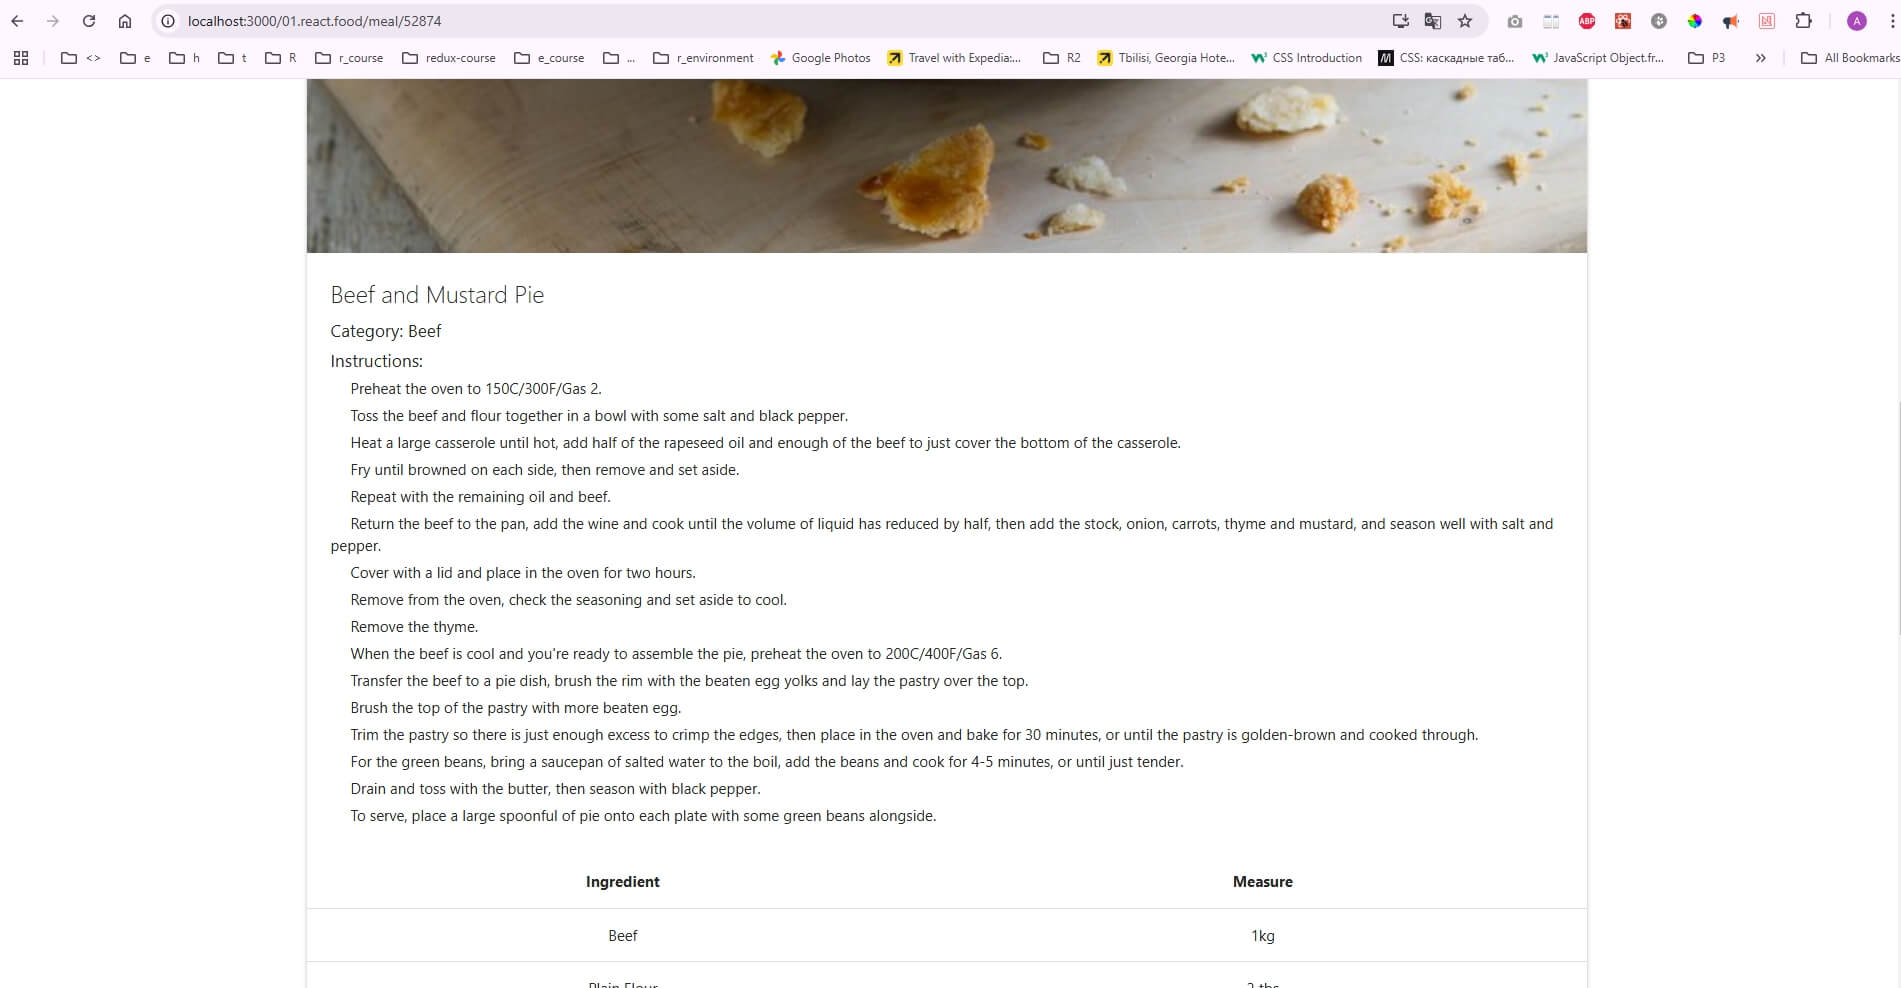 localhost:3000/01.react.food/meal/52874
ABP
A
<> e h t R r_course redux-course e_course ... r_environment Google Photos Travel with Expedia:... R2 Tbilisi, Georgia Hote... CSS Introduction M CSS: каскадные таб... JavaScript Object.fr... P3 » All Bookmarks
Beef and Mustard Pie
Category: Beef
Instructions:
Preheat the oven to 150C/300F/Gas 2.
Toss the beef and flour together in a bowl with some salt and black pepper.
Heat a large casserole until hot, add half of the rapeseed oil and enough of the beef to just cover the bottom of the casserole.
Fry until browned on each side, then remove and set aside.
Repeat with the remaining oil and beef.
Return the beef to the pan, add the wine and cook until the volume of liquid has reduced by half, then add the stock, onion, carrots, thyme and mustard, and season well with salt and
pepper.
Cover with a lid and place in the oven for two hours.
Remove from the oven, check the seasoning and set aside to cool.
Remove the thyme.
When the beef is cool and you're ready to assemble the pie, preheat the oven to 200C/400F/Gas 6.
Transfer the beef to a pie dish, brush the rim with the beaten egg yolks and lay the pastry over the top.
Brush the top of the pastry with more beaten egg.
Trim the pastry so there is just enough excess to crimp the edges, then place in the oven and bake for 30 minutes, or until the pastry is golden-brown and cooked through.
For the green beans, bring a saucepan of salted water to the boil, add the beans and cook for 4-5 minutes, or until just tender.
Drain and toss with the butter, then season with black pepper.
To serve, place a large spoonful of pie onto each plate with some green beans alongside.
Ingredient Measure
Beef 1kg
Plain Flour 2 tbs